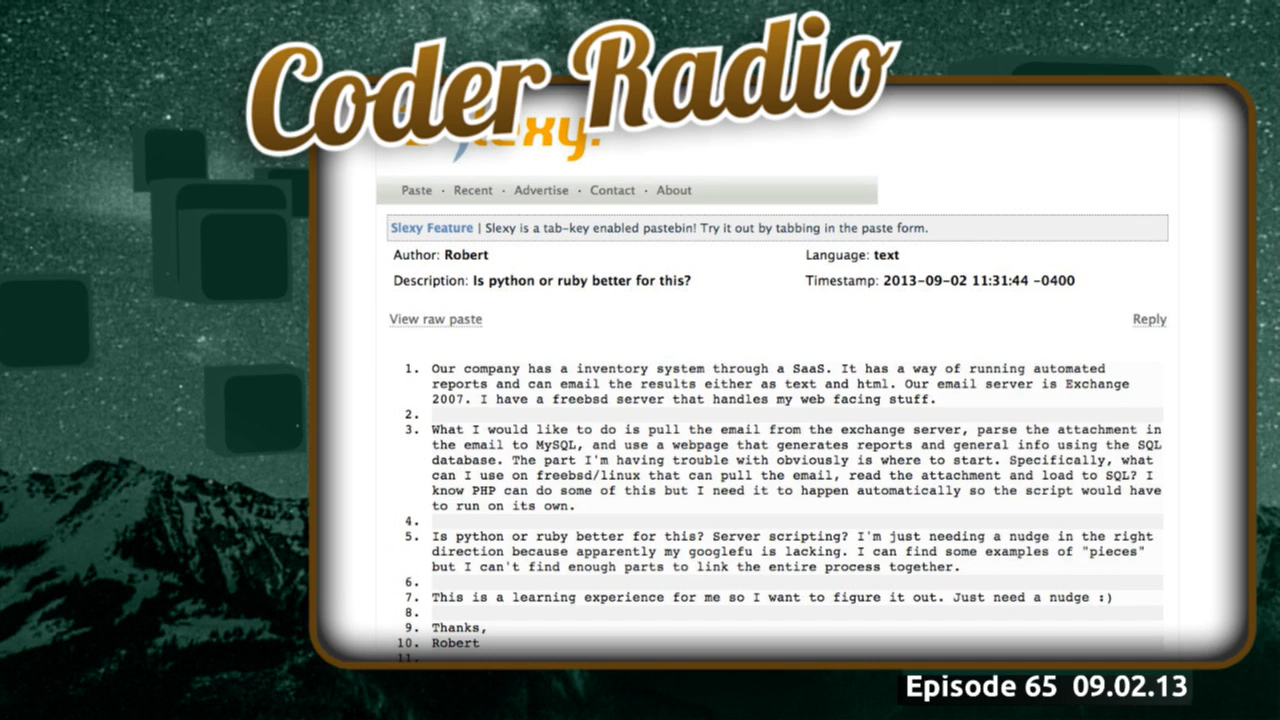 Coder Radio
Paste · Recent · Advertise · Contact · About
Slexy Feature | Slexy is a tab-key enabled pastebin! Try it out by tabbing in the paste form.
Author: Robert
Language: text
Description: Is python or ruby better for this?
Timestamp: 2013-09-02 11:31:44 -0400
View raw paste
Reply
1. Our company has a inventory system through a SaaS. It has a way of running automated
reports and can email the results either as text and html. Our email server is Exchange
2007. I have a freebsd server that handles my web facing stuff.
2.
3. What I would like to do is pull the email from the exchange server, parse the attachment in
the email to MySQL, and use a webpage that generates reports and general info using the SQL
database. The part I'm having trouble with obviously is where to start. Specifically, what
can I use on freebsd/linux that can pull the email, read the attachment and load to SQL? I
know PHP can do some of this but I need it to happen automatically so the script would have
to run on its own.
4.
5. Is python or ruby better for this? Server scripting? I'm just needing a nudge in the right
direction because apparently my googlefu is lacking. I can find some examples of "pieces"
but I can't find enough parts to link the entire process together.
6.
7. This is a learning experience for me so I want to figure it out. Just need a nudge :)
8.
9. Thanks,
10. Robert
11.
Episode 65 09.02.13